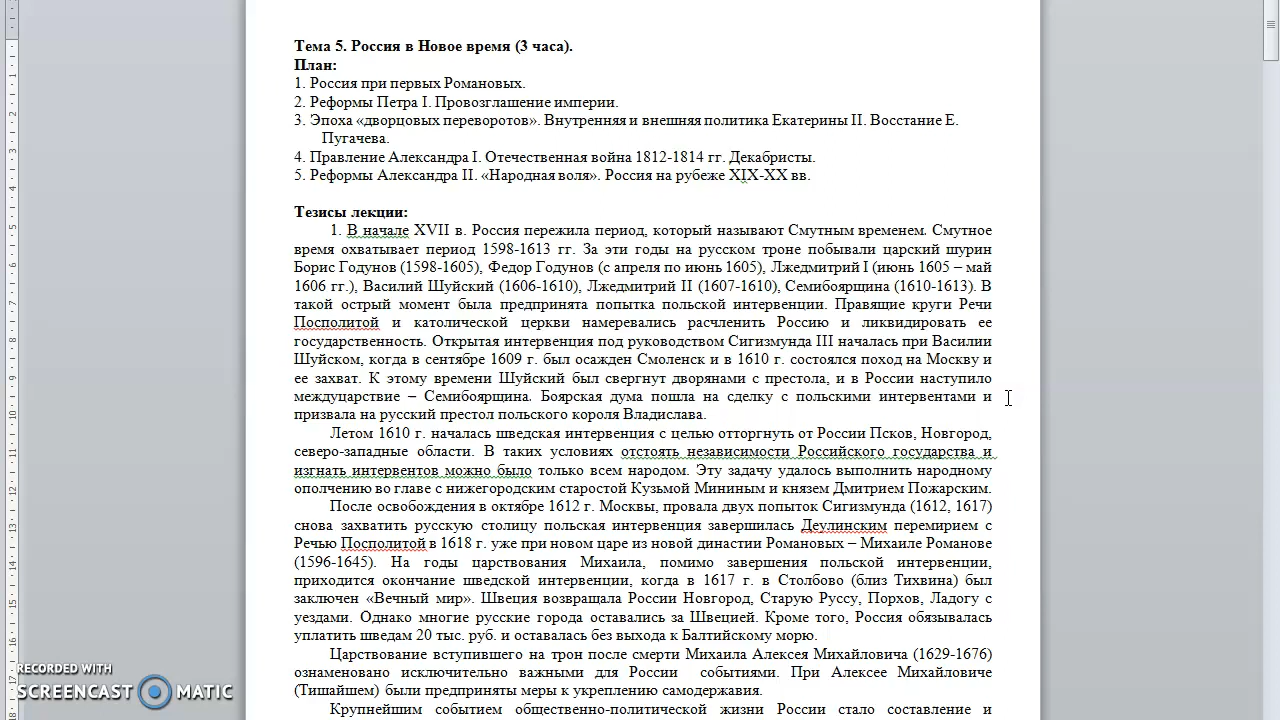 Тема 5. Россия в Новое время (3 часа).
План:
1. Россия при первых Романовых.
2. Реформы Петра I. Провозглашение империи.
3. Эпоха «дворцовых переворотов». Внутренняя и внешняя политика Екатерины II. Восстание Е.
Пугачева.
4. Правление Александра I. Отечественная война 1812-1814 гг. Декабристы.
5. Реформы Александра II. «Народная воля». Россия на рубеже XIX-XX вв.
Тезисы лекции:
1. В начале XVII в. Россия пережила период, который называют Смутным временем. Смутное
время охватывает период 1598-1613 гг. За эти годы на русском троне побывали царский шурин
Борис Годунов (1598-1605), Федор Годунов (с апреля по июнь 1605), Лжедмитрий I (июнь 1605 – май
1606 гг.), Василий Шуйский (1606-1610), Лжедмитрий II (1607-1610), Семибоярщина (1610-1613). В
такой острый момент была предпринята попытка польской интервенции. Правящие круги Речи
Посполитой и католической церкви намеревались расчленить Россию и ликвидировать ее
государственность. Открытая интервенция под руководством Сигизмунда III началась при Василии
Шуйском, когда в сентябре 1609 г. был осажден Смоленск и в 1610 г. состоялся поход на Москву и
ее захват. К этому времени Шуйский был свергнут дворянами с престола, и в России наступило
междуцарствие – Семибоярщина. Боярская дума пошла на сделку с польскими интервентами и
призвала на русский престол польского короля Владислава.
Летом 1610 г. началась шведская интервенция с целью отторгнуть от России Псков, Новгород,
северо-западные области. В таких условиях отстоять независимости Российского государства и
изгнать интервентов можно было только всем народом. Эту задачу удалось выполнить народному
ополчению во главе с нижегородским старостой Кузьмой Мининым и князем Дмитрием Пожарским.
После освобождения в октябре 1612 г. Москвы, провала двух попыток Сигизмунда (1612, 1617)
снова захватить русскую столицу польская интервенция завершилась Деулинским перемирием с
Речью Посполитой в 1618 г. уже при новом царе из новой династии Романовых – Михаиле Романове
(1596-1645). На годы царствования Михаила, помимо завершения польской интервенции,
приходится окончание шведской интервенции, когда в 1617 г. в Столбово (близ Тихвина) был
заключен «Вечный мир». Швеция возвращала России Новгород, Старую Руссу, Порхов, Ладогу с
уездами. Однако многие русские города оставались за Швецией. Кроме того, Россия обязывалась
уплатить шведам 20 тыс. руб. и оставалась без выхода к Балтийскому морю.
Царствование вступившего на трон после смерти Михаила Алексея Михайловича (1629-1676)
ознаменовано исключительно важными для России событиями. При Алексее Михайловиче
(Тишайшем) были предприняты меры к укреплению самодержавия.
Крупнейшим событием общественно-политической жизни России стало составление и
RECORDED WITH
SCREENCAST MATIC